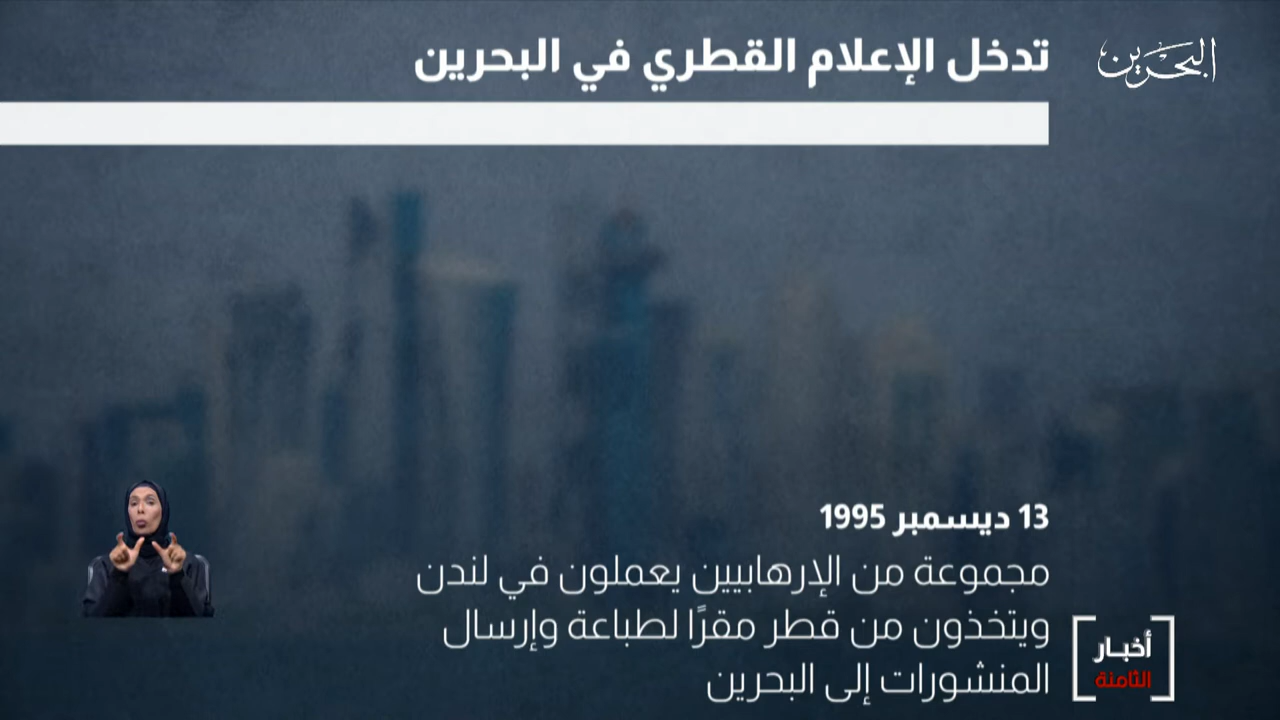 تدخل الإعلام القطري في البحرين
البحرين
13 ديسمبر 1995
مجموعة من الإرهابيين يعملون في لندن
ويتخذون من قطر مقرًا لطباعة وإرسال
المنشورات إلى البحرين
أخبار
الثامنة